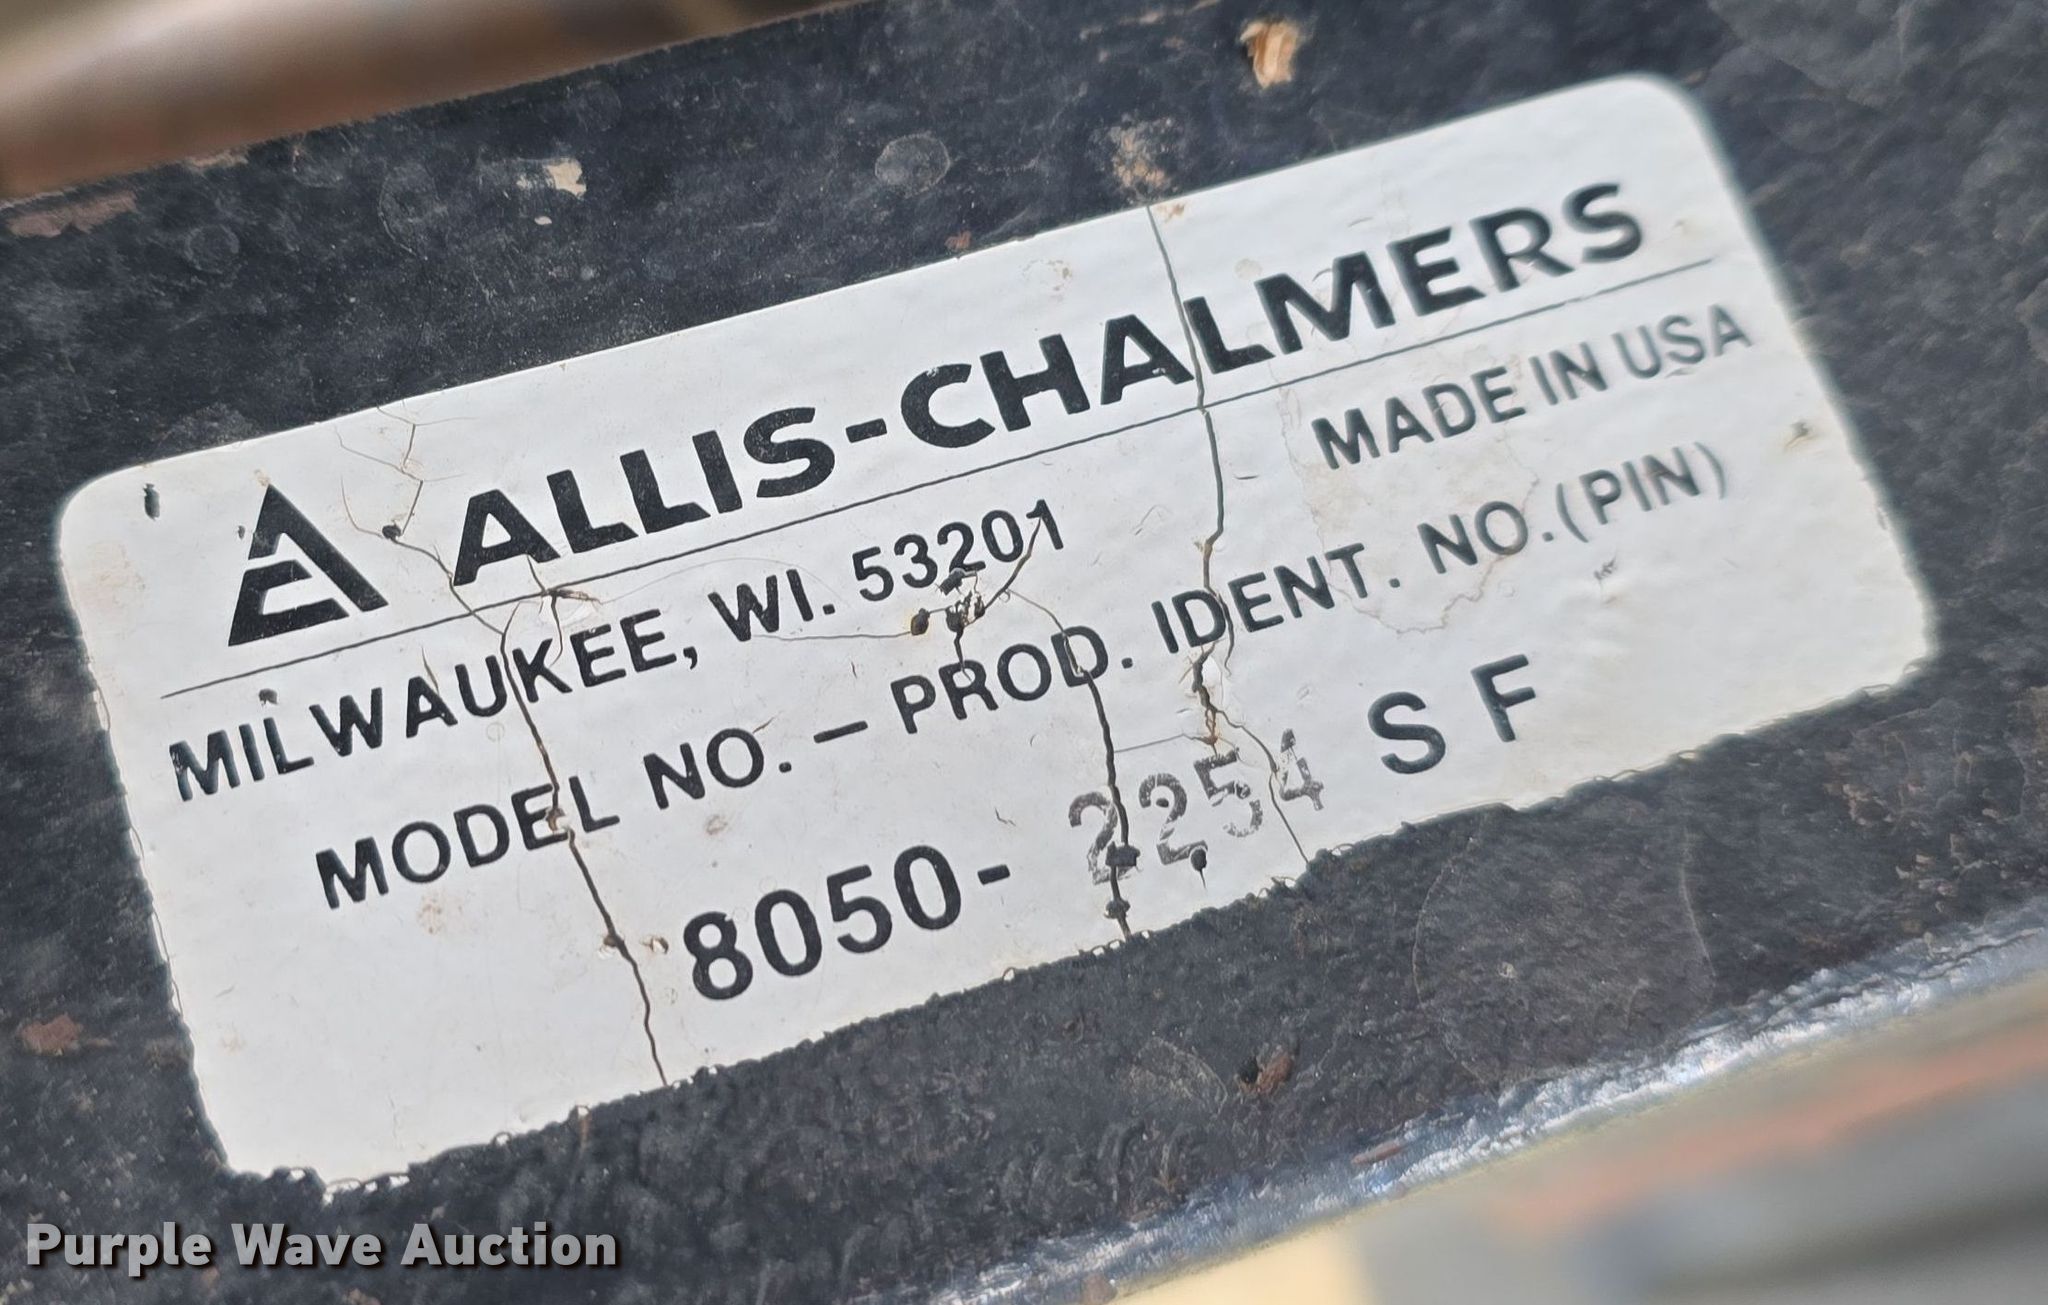 ALLIS-CHALMERS
MILWAUKEE, WI. 53201 MADE IN USA
MODEL NO. – PROD. IDENT. NO. (PIN)
8050- 2254 S F
Purple Wave Auction